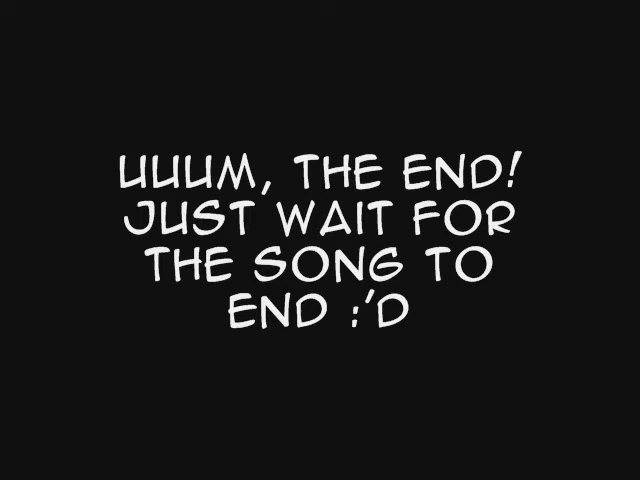 UUUM, THE END!
JUST WAIT FOR
THE SONG TO
END :'D